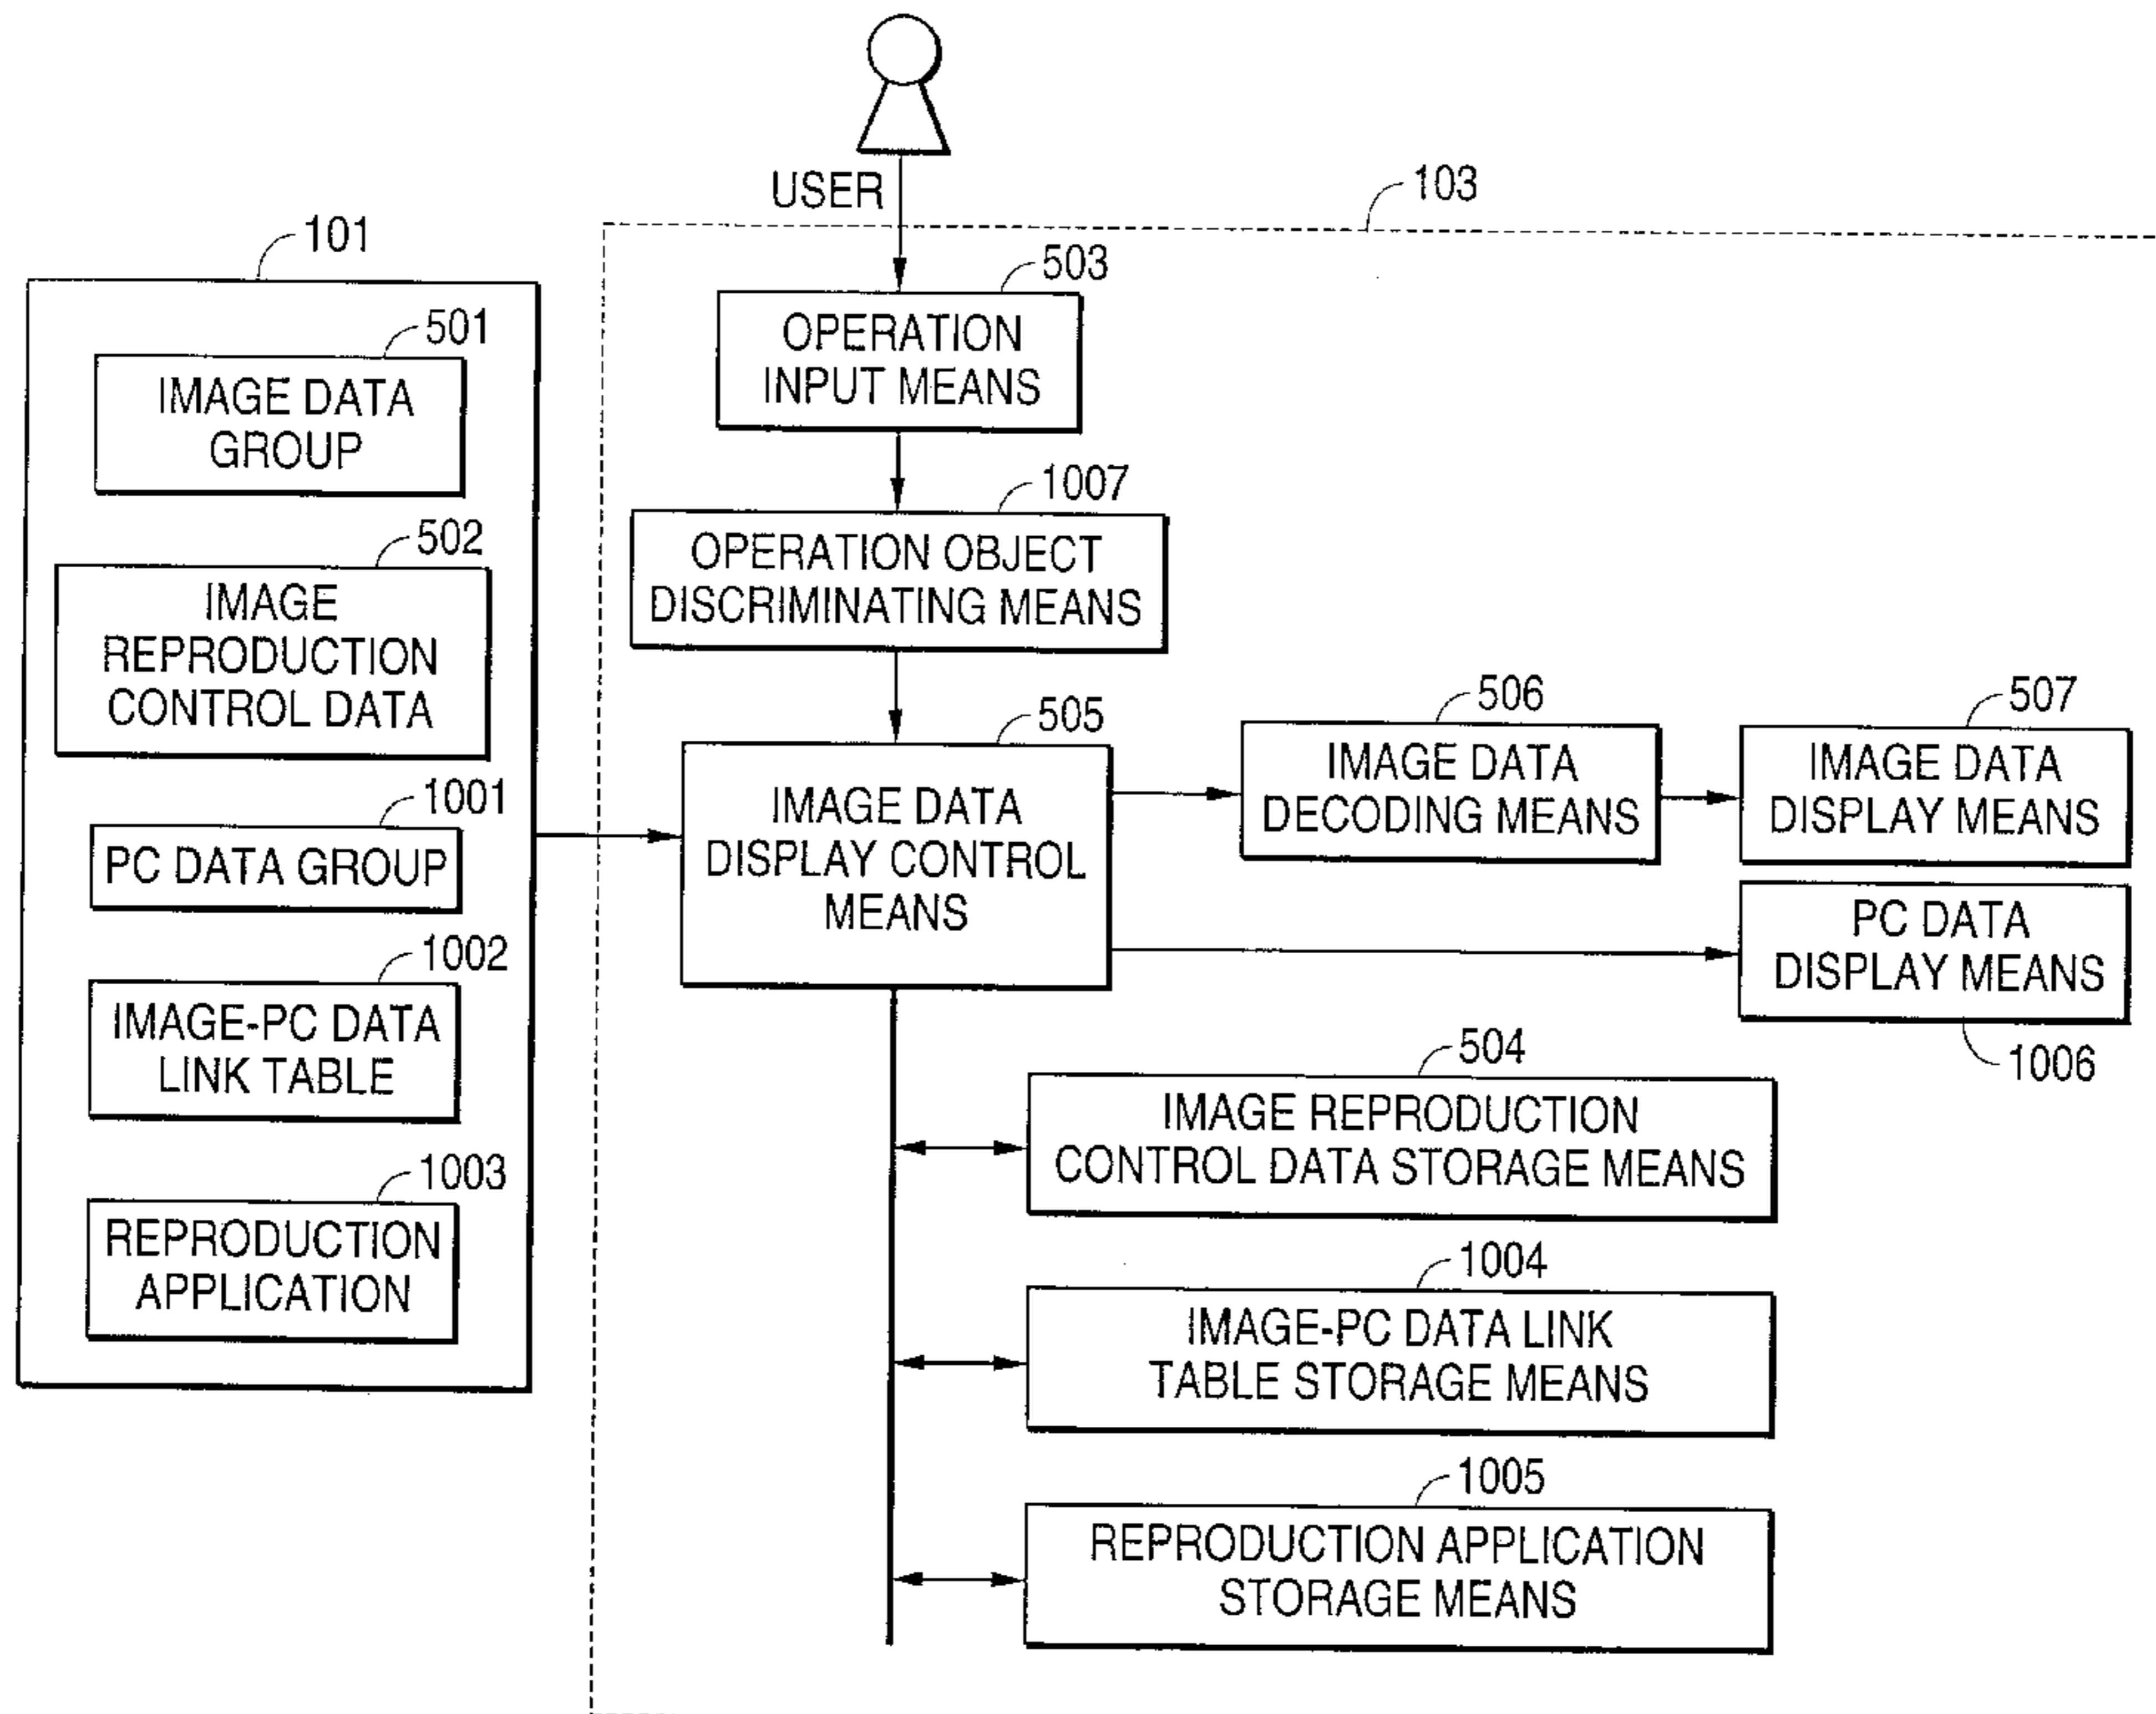 USER
103
101
501
IMAGE DATA
GROUP
502
IMAGE
REPRODUCTION
CONTROL DATA
1001
PC DATA GROUP
1002
IMAGE-PC DATA
LINK TABLE
1003
REPRODUCTION
APPLICATION
503
OPERATION
INPUT MEANS
1007
OPERATION OBJECT
DISCRIMINATING MEANS
505
IMAGE DATA
DISPLAY CONTROL
MEANS
506
IMAGE DATA
DECODING MEANS
507
IMAGE DATA
DISPLAY MEANS
PC DATA
DISPLAY MEANS
1006
504
IMAGE REPRODUCTION
CONTROL DATA STORAGE MEANS
1004
IMAGE-PC DATA LINK
TABLE STORAGE MEANS
1005
REPRODUCTION APPLICATION
STORAGE MEANS